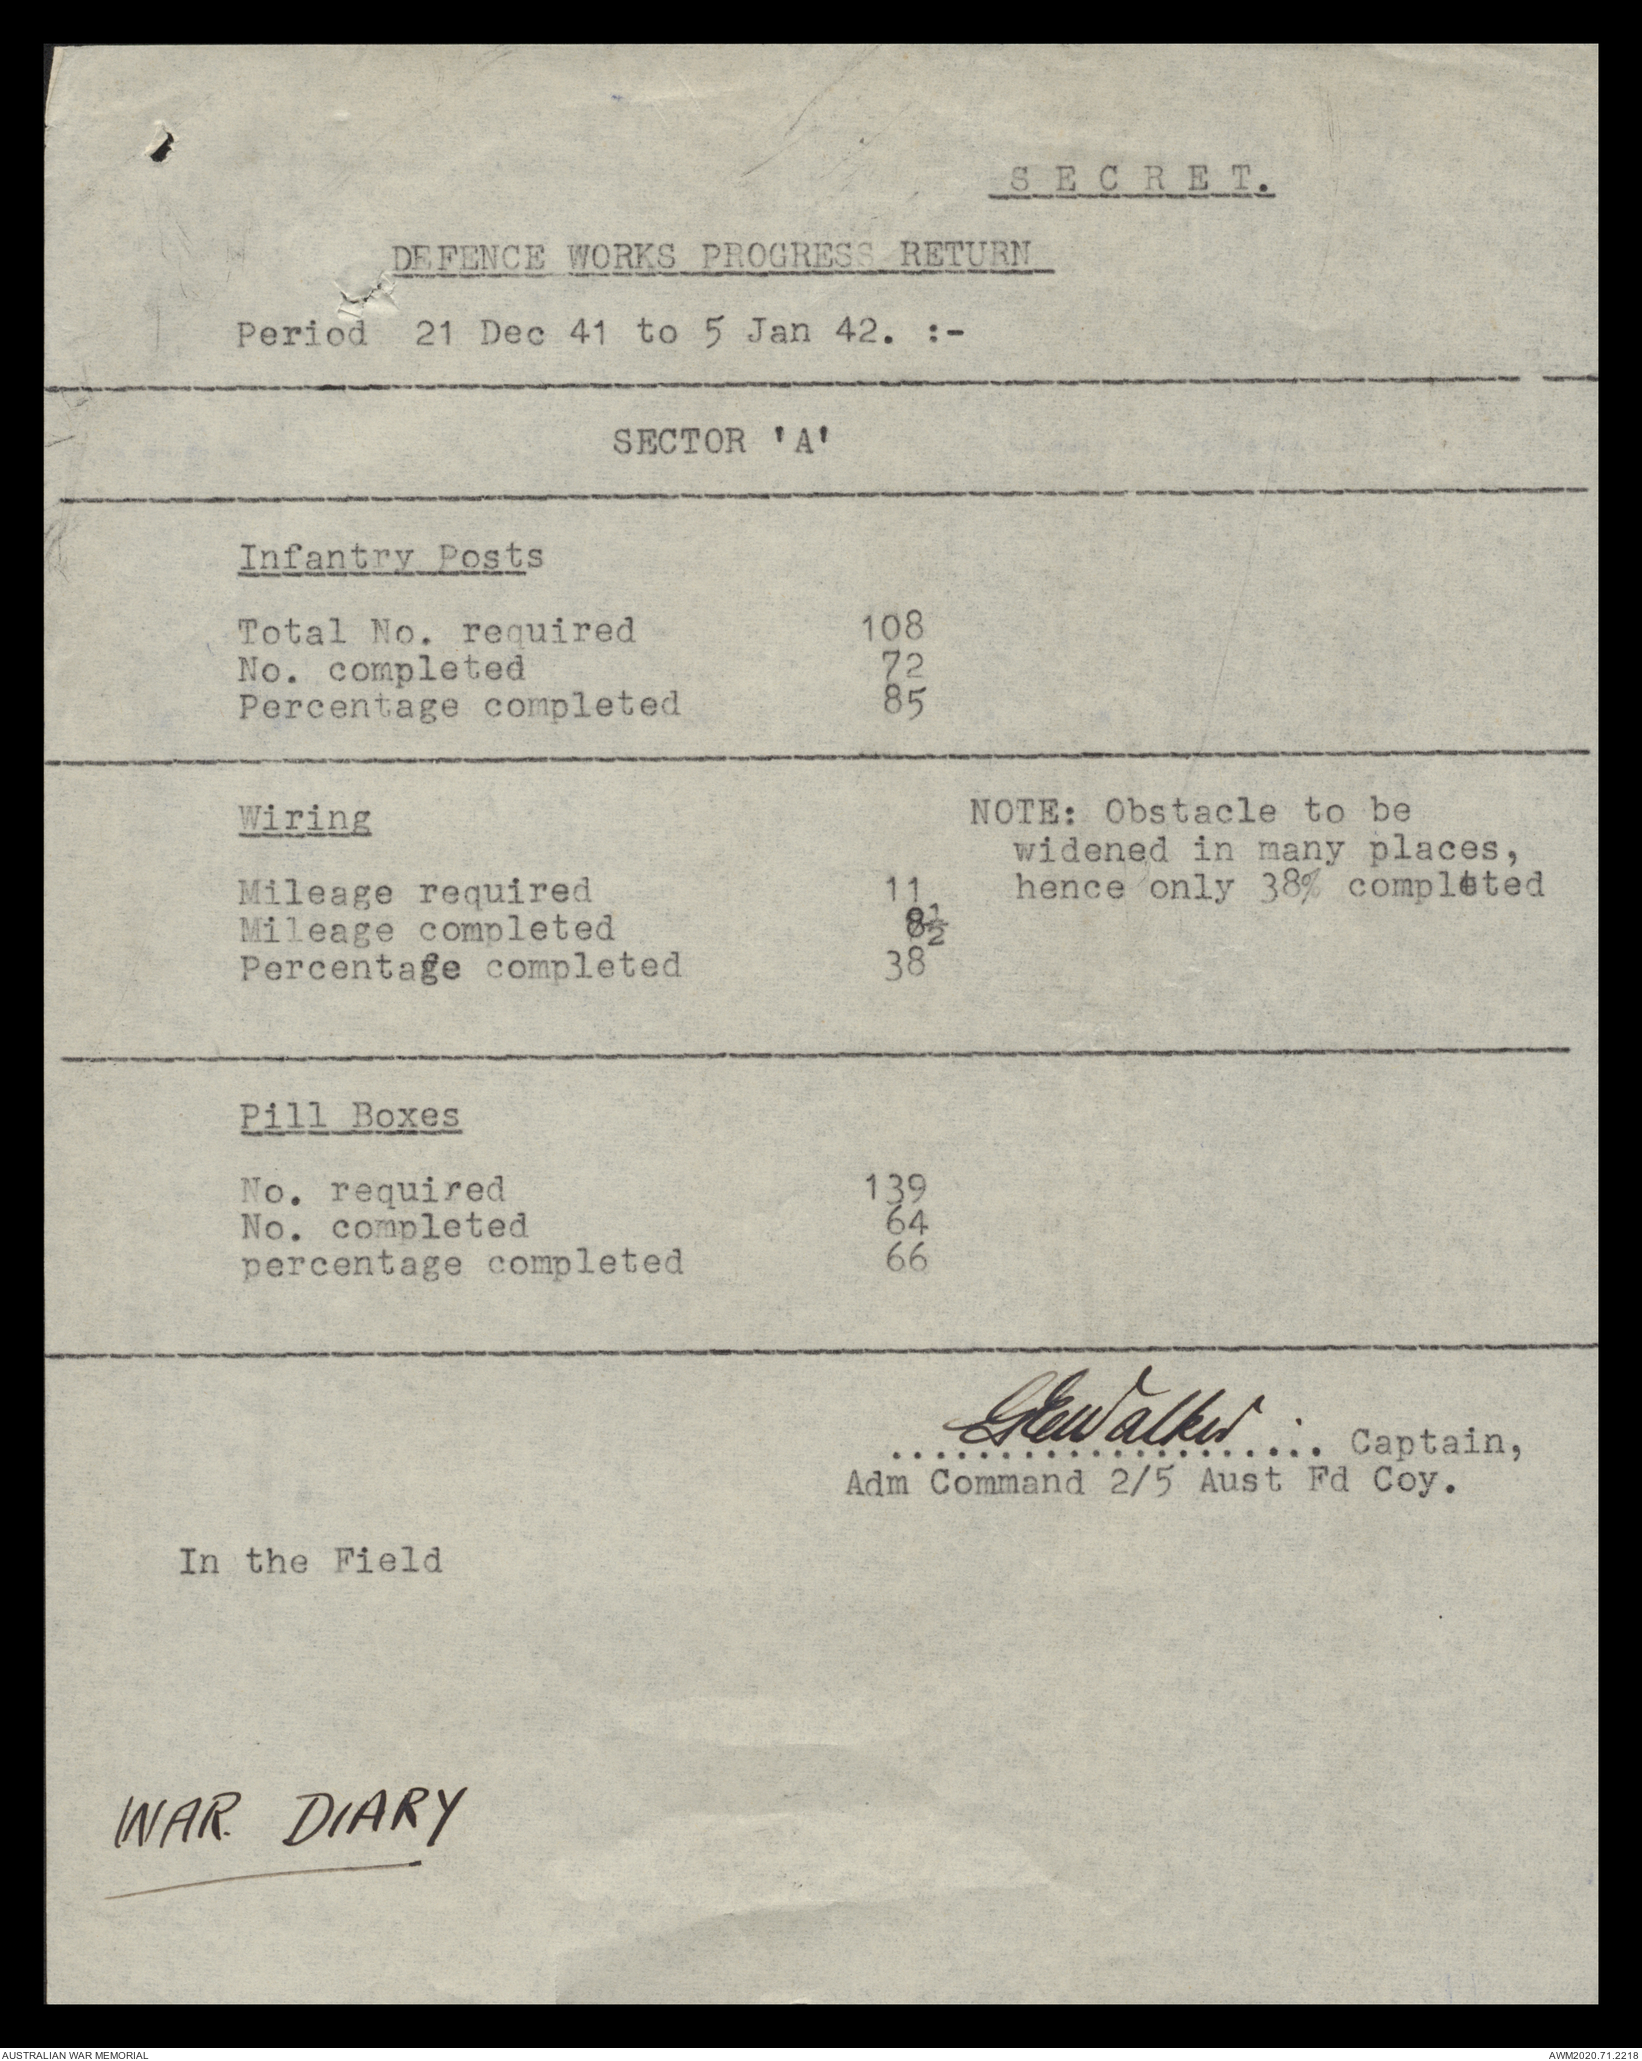 S E C R E T.
DEFENCE WORKS PROGRESS RETURN
Period 21 Dec 41 to 5 Jan 42. :-
SECTOR 'A'
Infantry Posts
Total No. required 108
No. completed 72
Percentage completed 85
Wiring
NOTE: Obstacle to be
widened in many places,
hence only 38% completed
Mileage required 11
Mileage completed 8½
Percentage completed 38
Pill Boxes
No. required 139
No. completed 64
percentage completed 66
Walker
.................... Captain,
Adm Command 2/5 Aust Fd Coy.
In the Field
WAR DIARY
AUSTRALIAN WAR MEMORIAL
AWM2020.71.2218